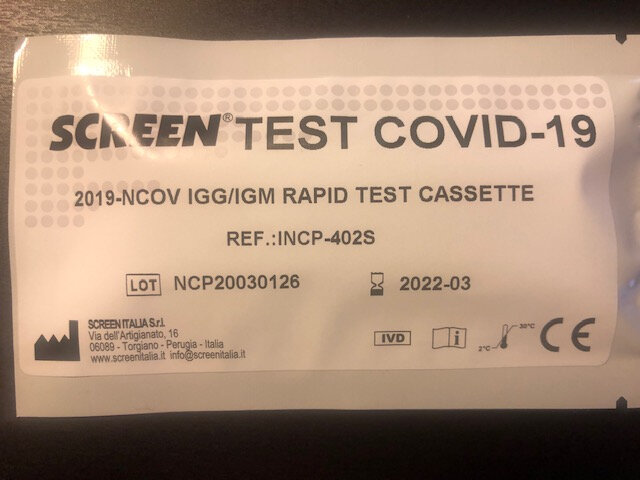 SCREEN® TEST COVID-19
2019-NCOV IGG/IGM RAPID TEST CASSETTE
REF.:INCP-402S
LOT NCP20030126 2022-03
SCREEN ITALIA S.r.l.
Via dell'Artigianato, 16
06089 - Torgiano - Perugia - Italia
www.screenitalia.it info@screenitalia.it
IVD i 2°C 30°C CE